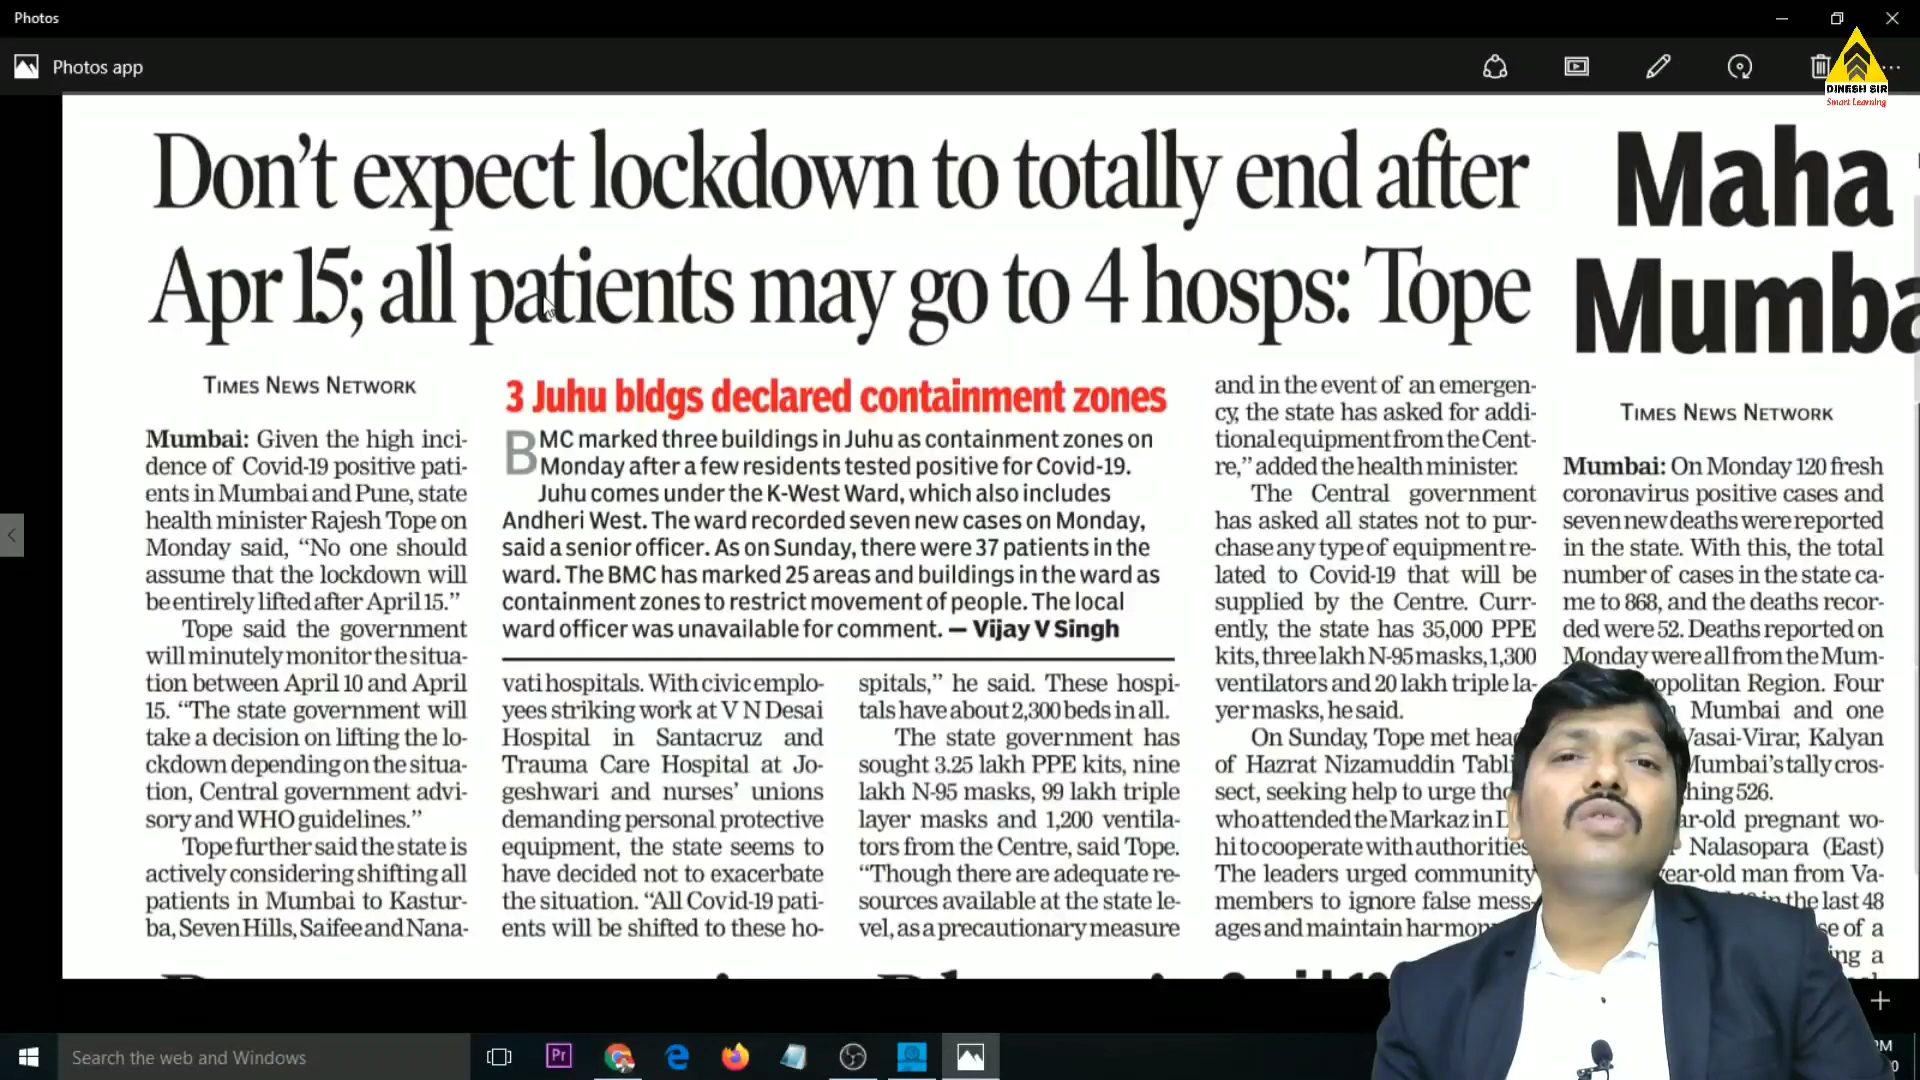 Photos
Photos app
DINESH SIR
Smart Learning
Don't expect lockdown to totally end after
Apr 15; all patients may go to 4 hosps: Tope
TIMES NEWS NETWORK
Mumbai: Given the high inci-
dence of Covid-19 positive pati-
ents in Mumbai and Pune, state
health minister Rajesh Tope on
Monday said, “No one should
assume that the lockdown will
be entirely lifted after April 15.”
Tope said the government
will minutely monitor the situa-
tion between April 10 and April
15. “The state government will
take a decision on lifting the lo-
ckdown depending on the situa-
tion, Central government advi-
sory and WHO guidelines.”
Tope further said the state is
actively considering shifting all
patients in Mumbai to Kastur-
ba, Seven Hills, Saifee and Nana-
3 Juhu bldgs declared containment zones
BMC marked three buildings in Juhu as containment zones on
Monday after a few residents tested positive for Covid-19.
Juhu comes under the K-West Ward, which also includes
Andheri West. The ward recorded seven new cases on Monday,
said a senior officer. As on Sunday, there were 37 patients in the
ward. The BMC has marked 25 areas and buildings in the ward as
containment zones to restrict movement of people. The local
ward officer was unavailable for comment. — Vijay V Singh
vati hospitals. With civic emplo-
yees striking work at V N Desai
Hospital in Santacruz and
Trauma Care Hospital at Jo-
geshwari and nurses' unions
demanding personal protective
equipment, the state seems to
have decided not to exacerbate
the situation. “All Covid-19 pati-
ents will be shifted to these ho-
spitals,” he said. These hospi-
tals have about 2,300 beds in all.
The state government has
sought 3.25 lakh PPE kits, nine
lakh N-95 masks, 99 lakh triple
layer masks and 1,200 ventila-
tors from the Centre, said Tope.
“Though there are adequate re-
sources available at the state le-
vel, as a precautionary measure
and in the event of an emergen-
cy, the state has asked for addi-
tional equipment from the Cent-
re,” added the health minister.
The Central government
has asked all states not to pur-
chase any type of equipment re-
lated to Covid-19 that will be
supplied by the Centre. Curr-
ently, the state has 35,000 PPE
kits, three lakh N-95 masks, 1,300
ventilators and 20 lakh triple la-
yer masks, he said.
On Sunday, Tope met
of Hazrat Nizamuddin
sect, seeking help to urge
who attended the Markaz in
hi to cooperate with authorities
The leaders urged community
members to ignore false mess-
ages and maintain
Maha
Mumba
TIMES NEWS NETWORK
Mumbai: On Monday 120 fresh
coronavirus positive cases and
seven new deaths were reported
in the state. With this, the total
number of cases in the state ca-
me to 868, and the deaths recor-
ded were 52. Deaths reported on
Monday were all from the Mum-
Region. Four
Mumbai and one
Vasai-Virar, Kalyan
Mumbai's tally cros-
526.
pregnant wo-
Nalasopara (East)
man from Va-
in the last 48
of a
a
Search the web and Windows
Pr